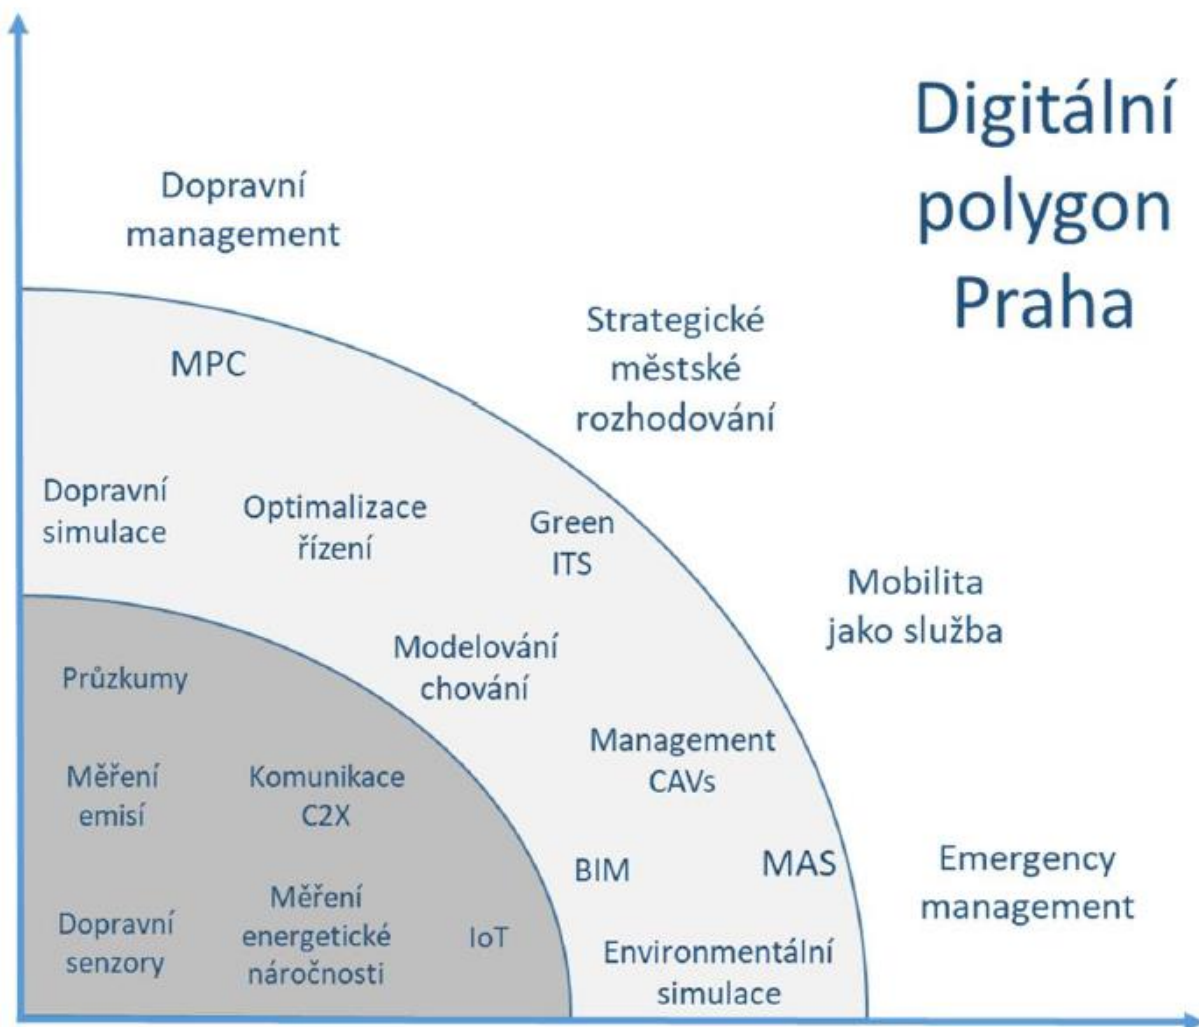 Digitální
polygon
Praha
Dopravní
management
Strategické
městské
rozhodování
Mobilita
jako služba
Emergency
management
MPC
Dopravní
simulace
Optimalizace
řízení
Green
ITS
Modelování
chování
Management
CAVs
BIM
MAS
Environmentální
simulace
Průzkumy
Měření
emisí
Komunikace
C2X
Dopravní
senzory
Měření
energetické
náročnosti
IoT